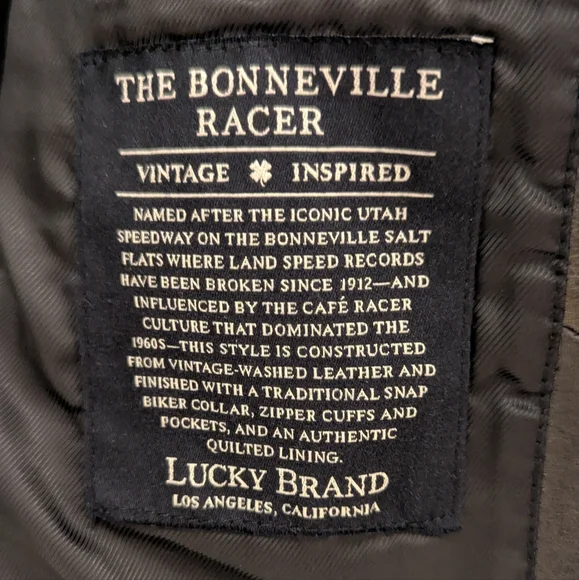 THE BONNEVILLE
RACER
VINTAGE INSPIRED
NAMED AFTER THE ICONIC UTAH
SPEEDWAY ON THE BONNEVILLE SALT
FLATS WHERE LAND SPEED RECORDS
HAVE BEEN BROKEN SINCE 1912—AND
INFLUENCED BY THE CAFÉ RACER
CULTURE THAT DOMINATED THE
1960S—THIS STYLE IS CONSTRUCTED
FROM VINTAGE-WASHED LEATHER AND
FINISHED WITH A TRADITIONAL SNAP
BIKER COLLAR, ZIPPER CUFFS AND
POCKETS, AND AN AUTHENTIC
QUILTED LINING.
LUCKY BRAND
LOS ANGELES, CALIFORNIA